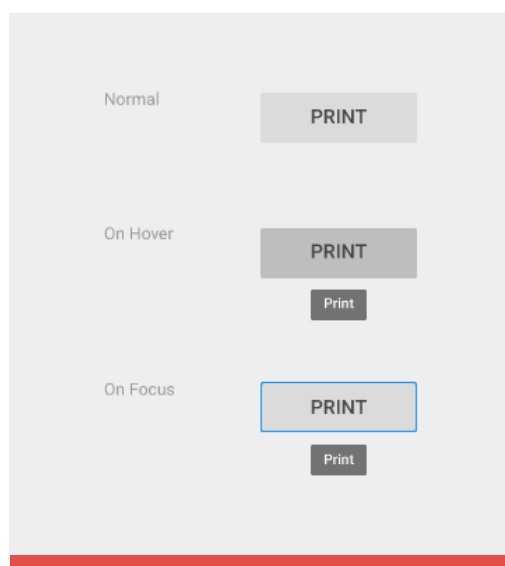 Normal
PRINT
On Hover
PRINT
Print
On Focus
PRINT
Print